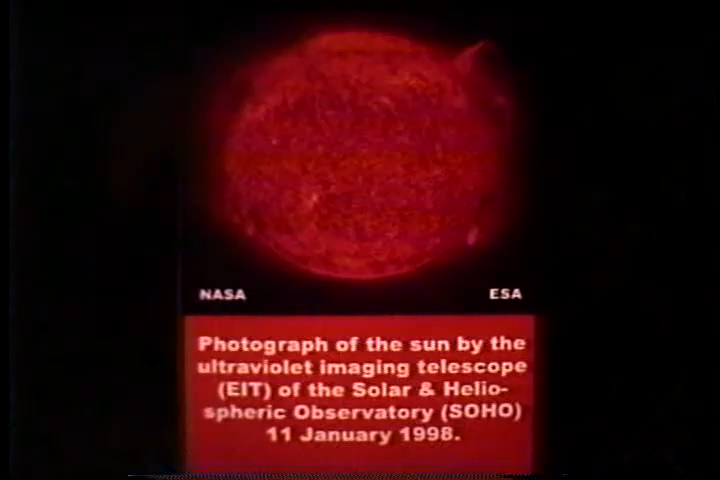 NASA ESA
Photograph of the sun by the
ultraviolet imaging telescope
(EIT) of the Solar & Helio-
spheric Observatory (SOHO)
11 January 1998.